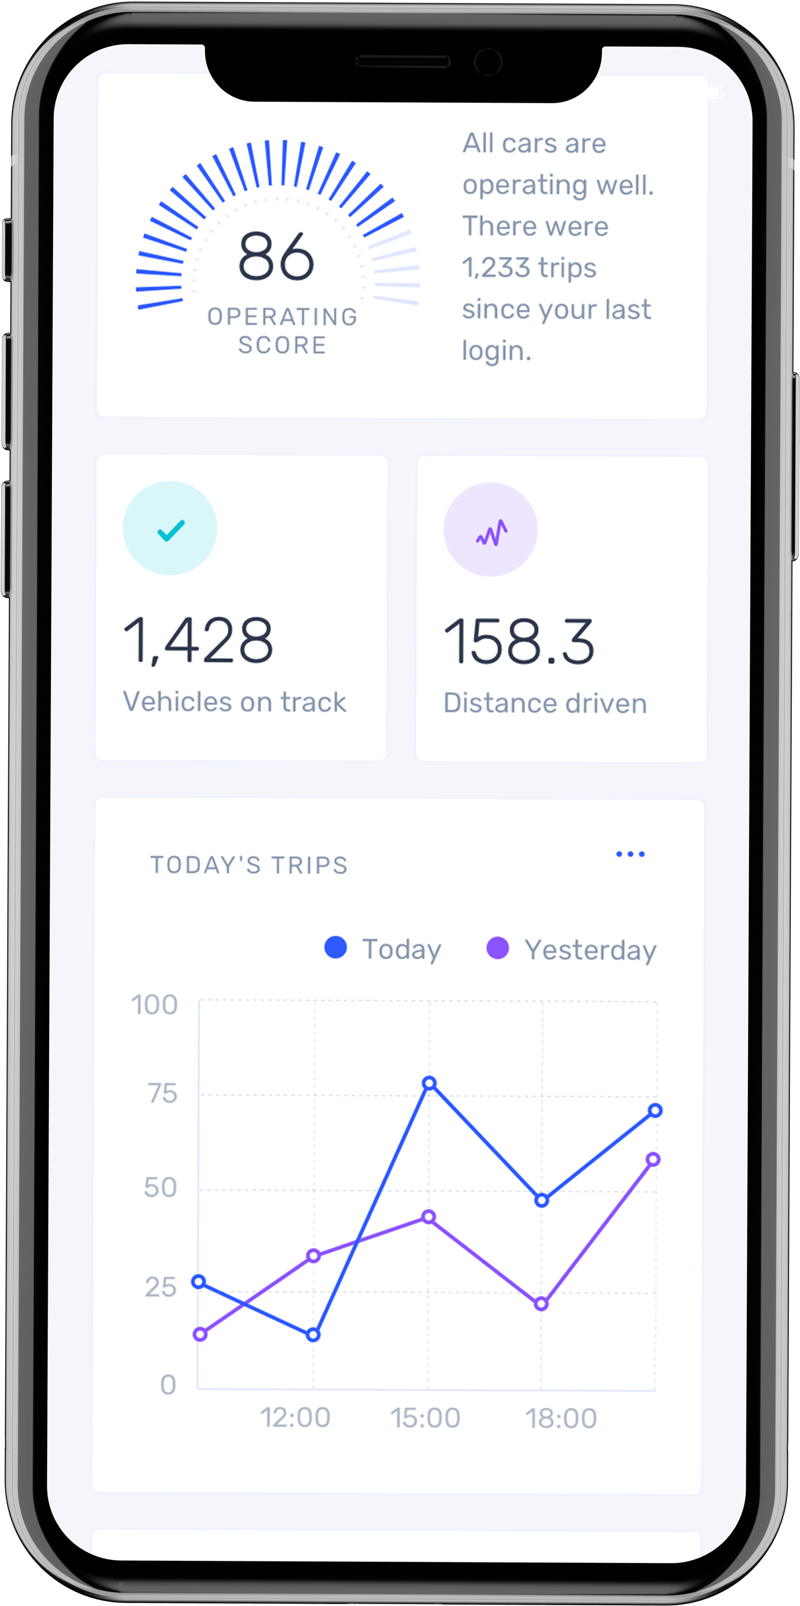 86
OPERATING
SCORE
All cars are
operating well.
There were
1,233 trips
since your last
login.
1,428
Vehicles on track
158.3
Distance driven
TODAY'S TRIPS
Today
Yesterday
100
75
50
25
0
12:00
15:00
18:00